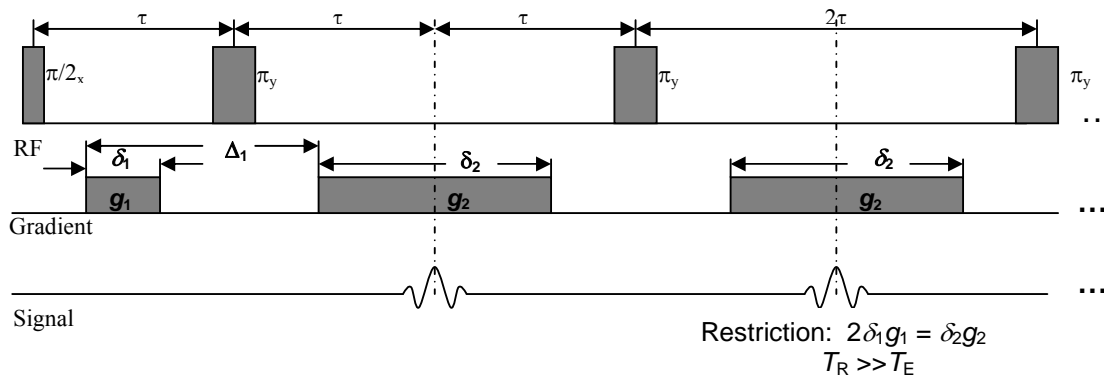 τ τ τ 2τ
π/2x πy πy πy
..
RF
δ1 Δ1 δ2 δ2
g1 g2 g2
...
Gradient
...
Signal
Restriction: 2δ1g1 = δ2g2
TR >> TE